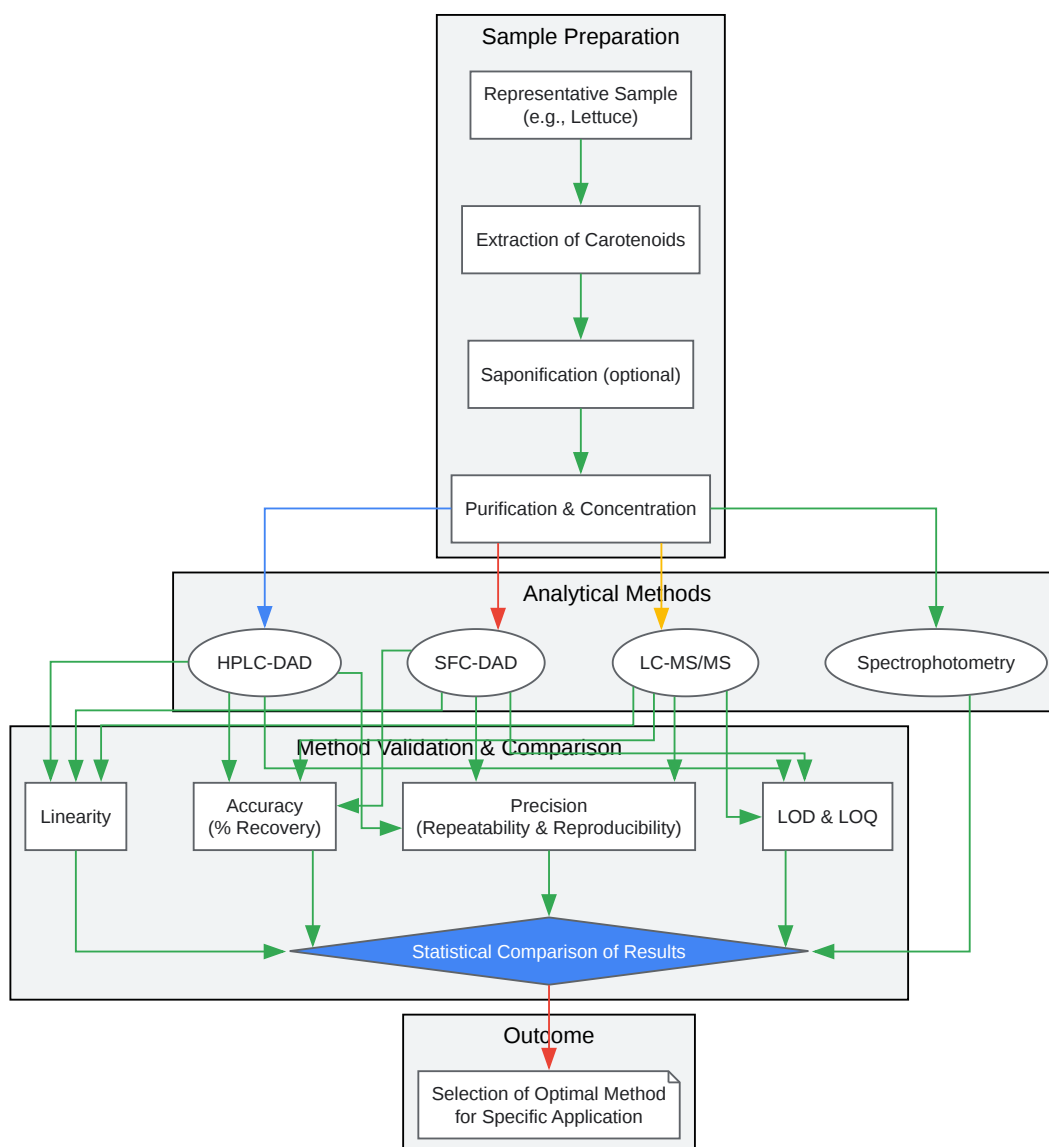 Sample Preparation
Representative Sample
(e.g., Lettuce)
Extraction of Carotenoids
Saponification (optional)
Purification & Concentration
Analytical Methods
HPLC-DAD
SFC-DAD
LC-MS/MS
Spectrophotometry
Method Validation & Comparison
Linearity
Accuracy
(% Recovery)
Precision
(Repeatability & Reproducibility)
LOD & LOQ
Statistical Comparison of Results
Outcome
Selection of Optimal Method
for Specific Application